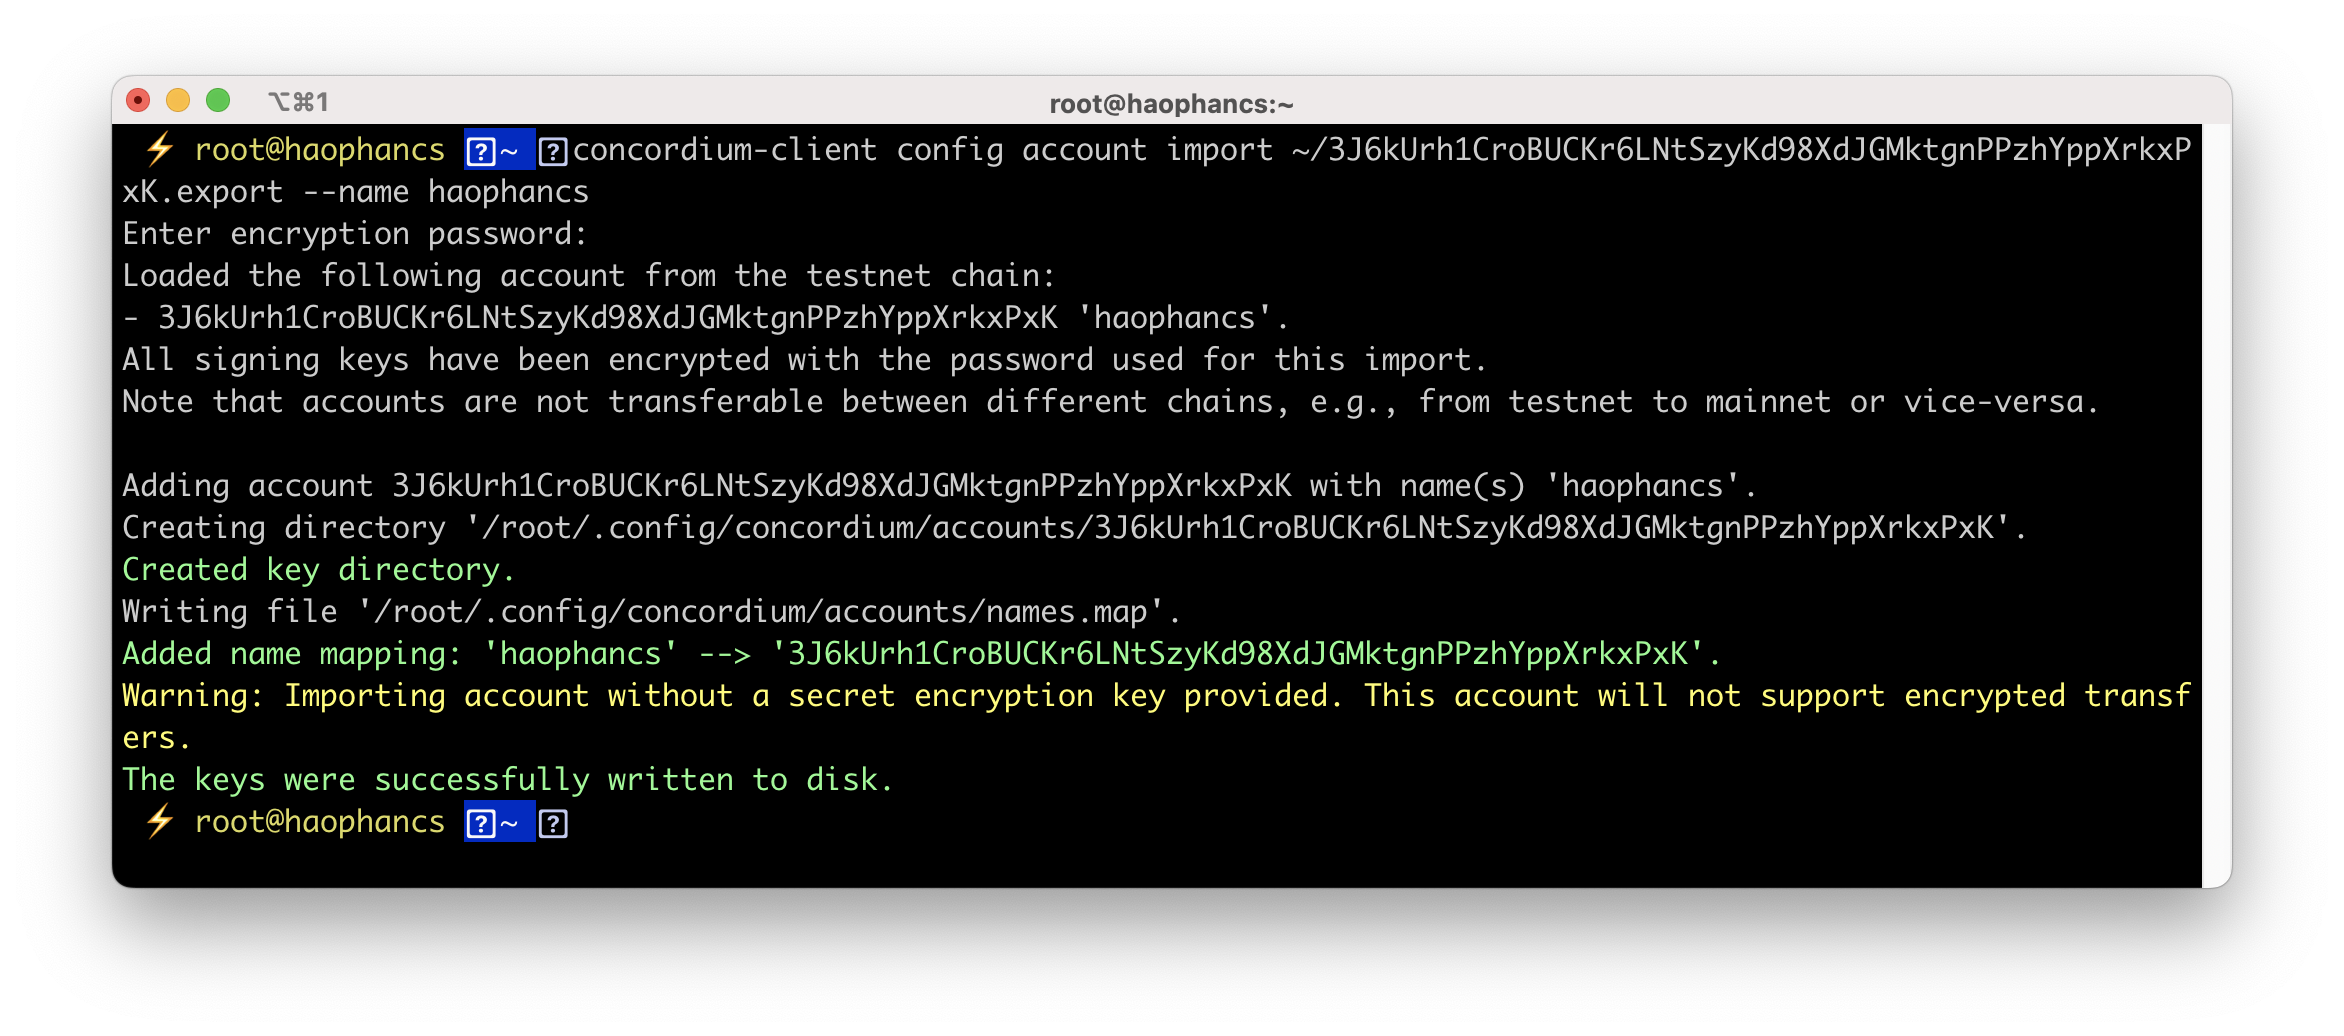 ⌥⌘1
root@haophancs:~
⚡ root@haophancs ?~ ?concordium-client config account import ~/3J6kUrh1CroBUCKr6LNtSzyKd98XdJGMktgnPPzhYppXrkxP
xK.export --name haophancs
Enter encryption password:
Loaded the following account from the testnet chain:
- 3J6kUrh1CroBUCKr6LNtSzyKd98XdJGMktgnPPzhYppXrkxPxK 'haophancs'.
All signing keys have been encrypted with the password used for this import.
Note that accounts are not transferable between different chains, e.g., from testnet to mainnet or vice-versa.
Adding account 3J6kUrh1CroBUCKr6LNtSzyKd98XdJGMktgnPPzhYppXrkxPxK with name(s) 'haophancs'.
Creating directory '/root/.config/concordium/accounts/3J6kUrh1CroBUCKr6LNtSzyKd98XdJGMktgnPPzhYppXrkxPxK'.
Created key directory.
Writing file '/root/.config/concordium/accounts/names.map'.
Added name mapping: 'haophancs' --> '3J6kUrh1CroBUCKr6LNtSzyKd98XdJGMktgnPPzhYppXrkxPxK'.
Warning: Importing account without a secret encryption key provided. This account will not support encrypted transf
ers.
The keys were successfully written to disk.
⚡ root@haophancs ?~ ?